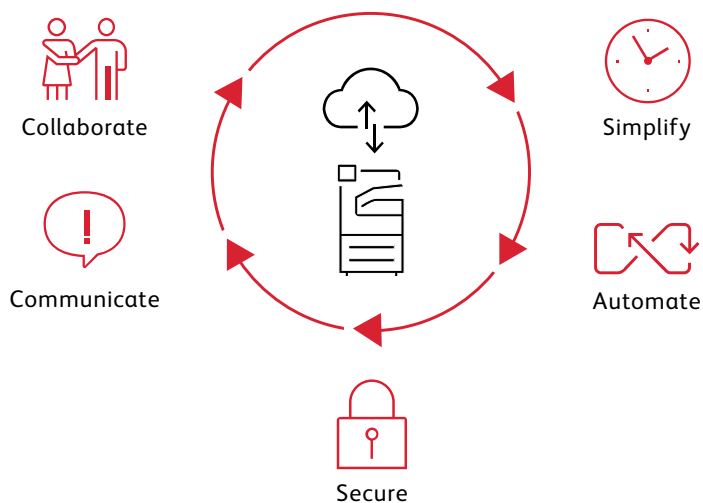 Collaborate
Simplify
Communicate
Automate
Secure